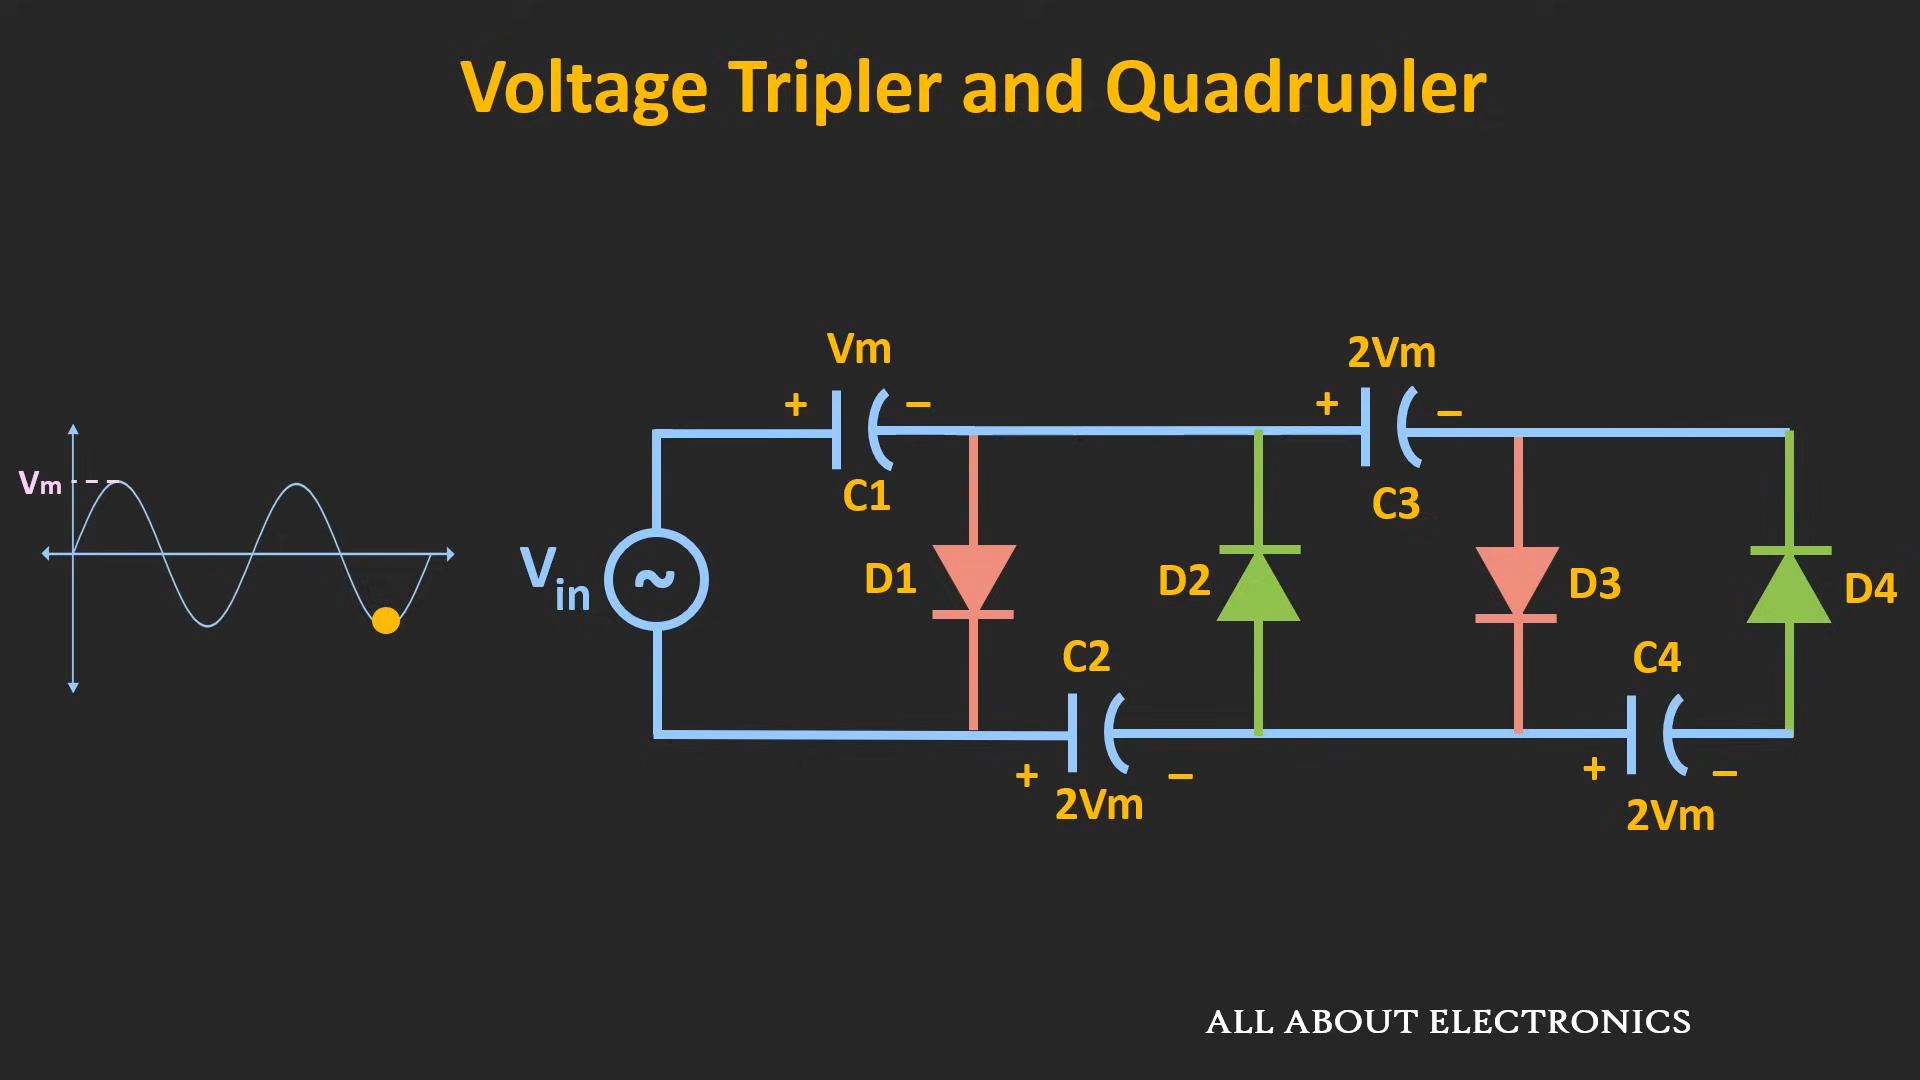 Voltage Tripler and Quadrupler
Vm
2Vm
+
–
+
–
C1
C3
Vm
Vin
~
D1
D2
D3
D4
C2
C4
+
–
+
–
2Vm
2Vm
ALL ABOUT ELECTRONICS